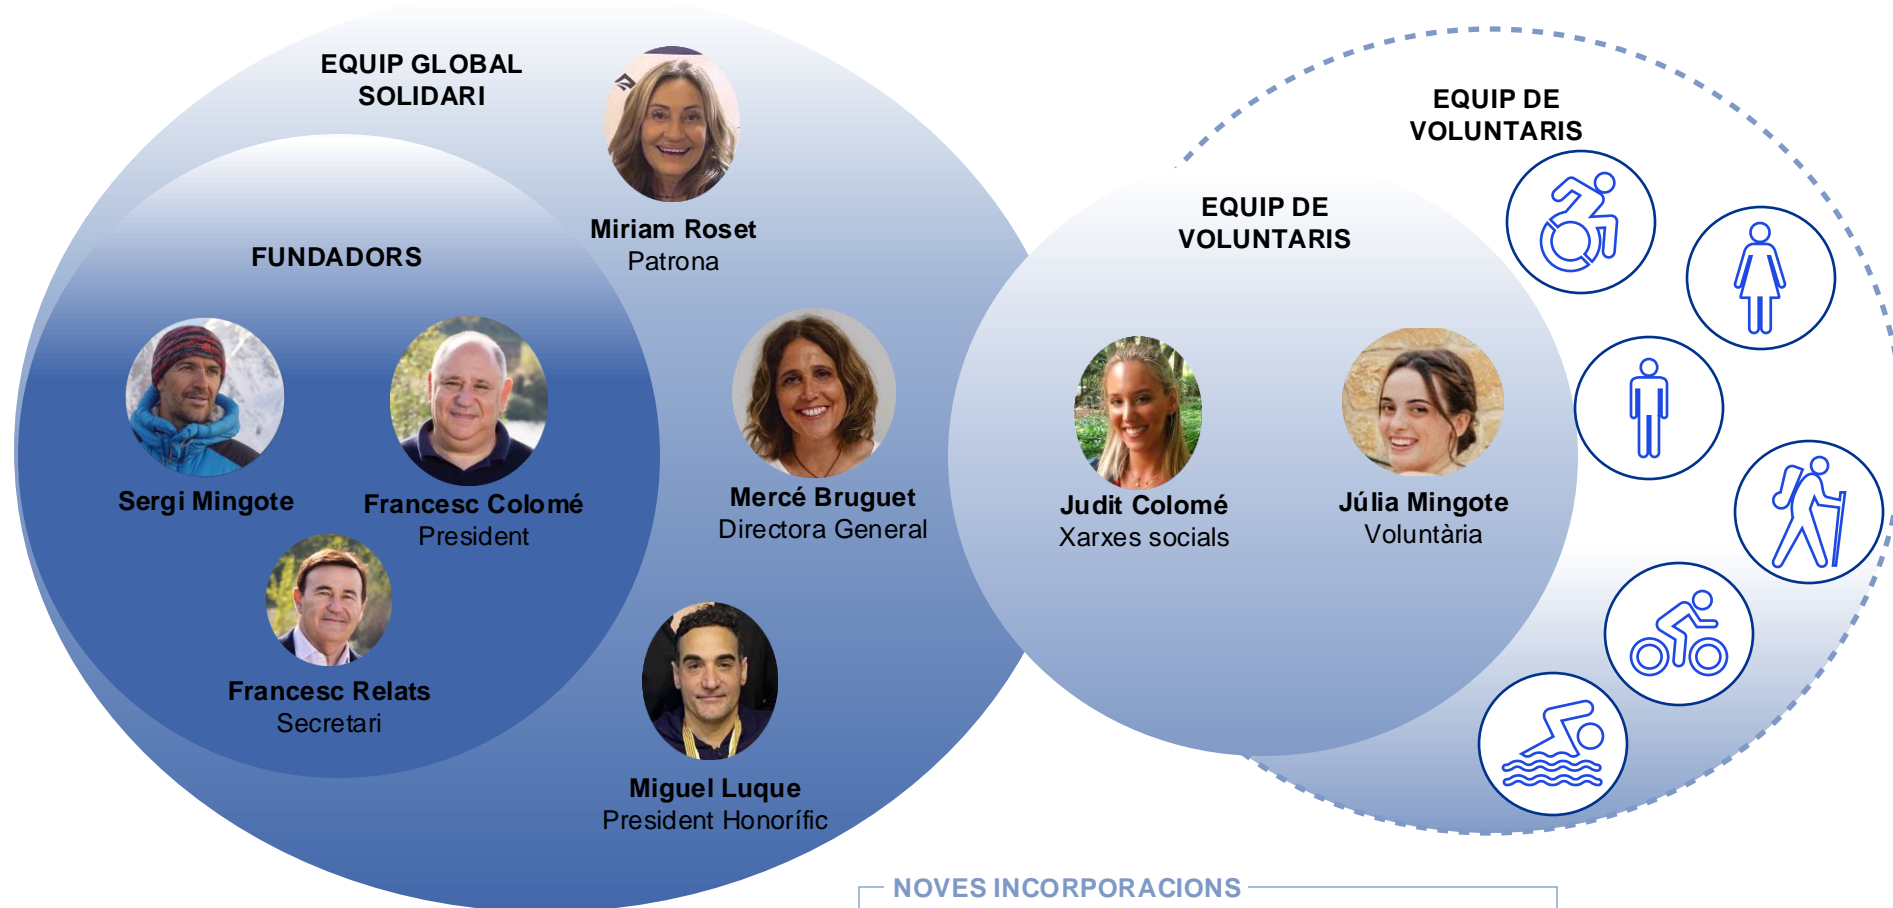 EQUIP GLOBAL
SOLIDARI
Miriam Roset
Patrona
FUNDADORS
Sergi Mingote
Francesc Colomé
President
Francesc Relats
Secretari
Mercé Bruguet
Directora General
Miguel Luque
President Honorífic
EQUIP DE
VOLUNTARIS
Judit Colomé
Xarxes socials
Júlia Mingote
Voluntària
EQUIP DE
VOLUNTARIS
NOVES INCORPORACIONS